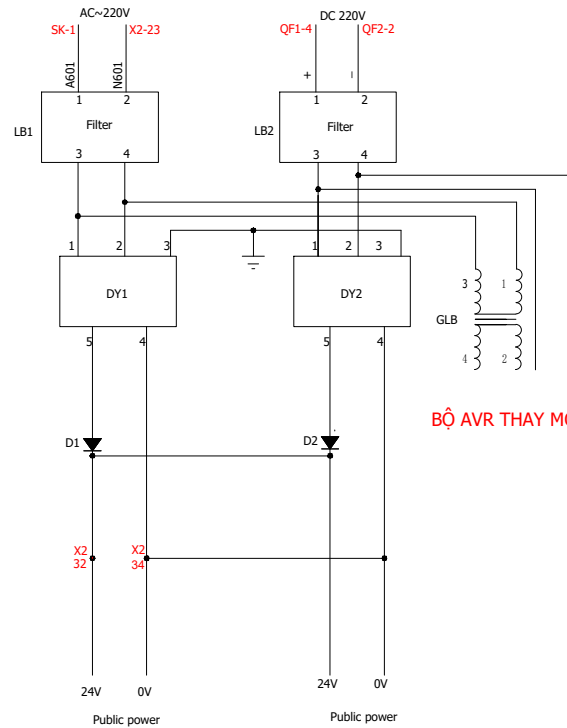 AC~220V
DC 220V
SK-1
X2-23
QF1-4
QF2-2
A601
N601
+
−
1
2
1
2
LB1
Filter
LB2
Filter
3
4
3
4
1
2
3
1
2
3
DY1
DY2
3
1
GLB
5
4
5
4
4
2
BỘ AVR THAY M
D1
D2
X2
32
X2
34
24V
0V
24V
0V
Public power
Public power